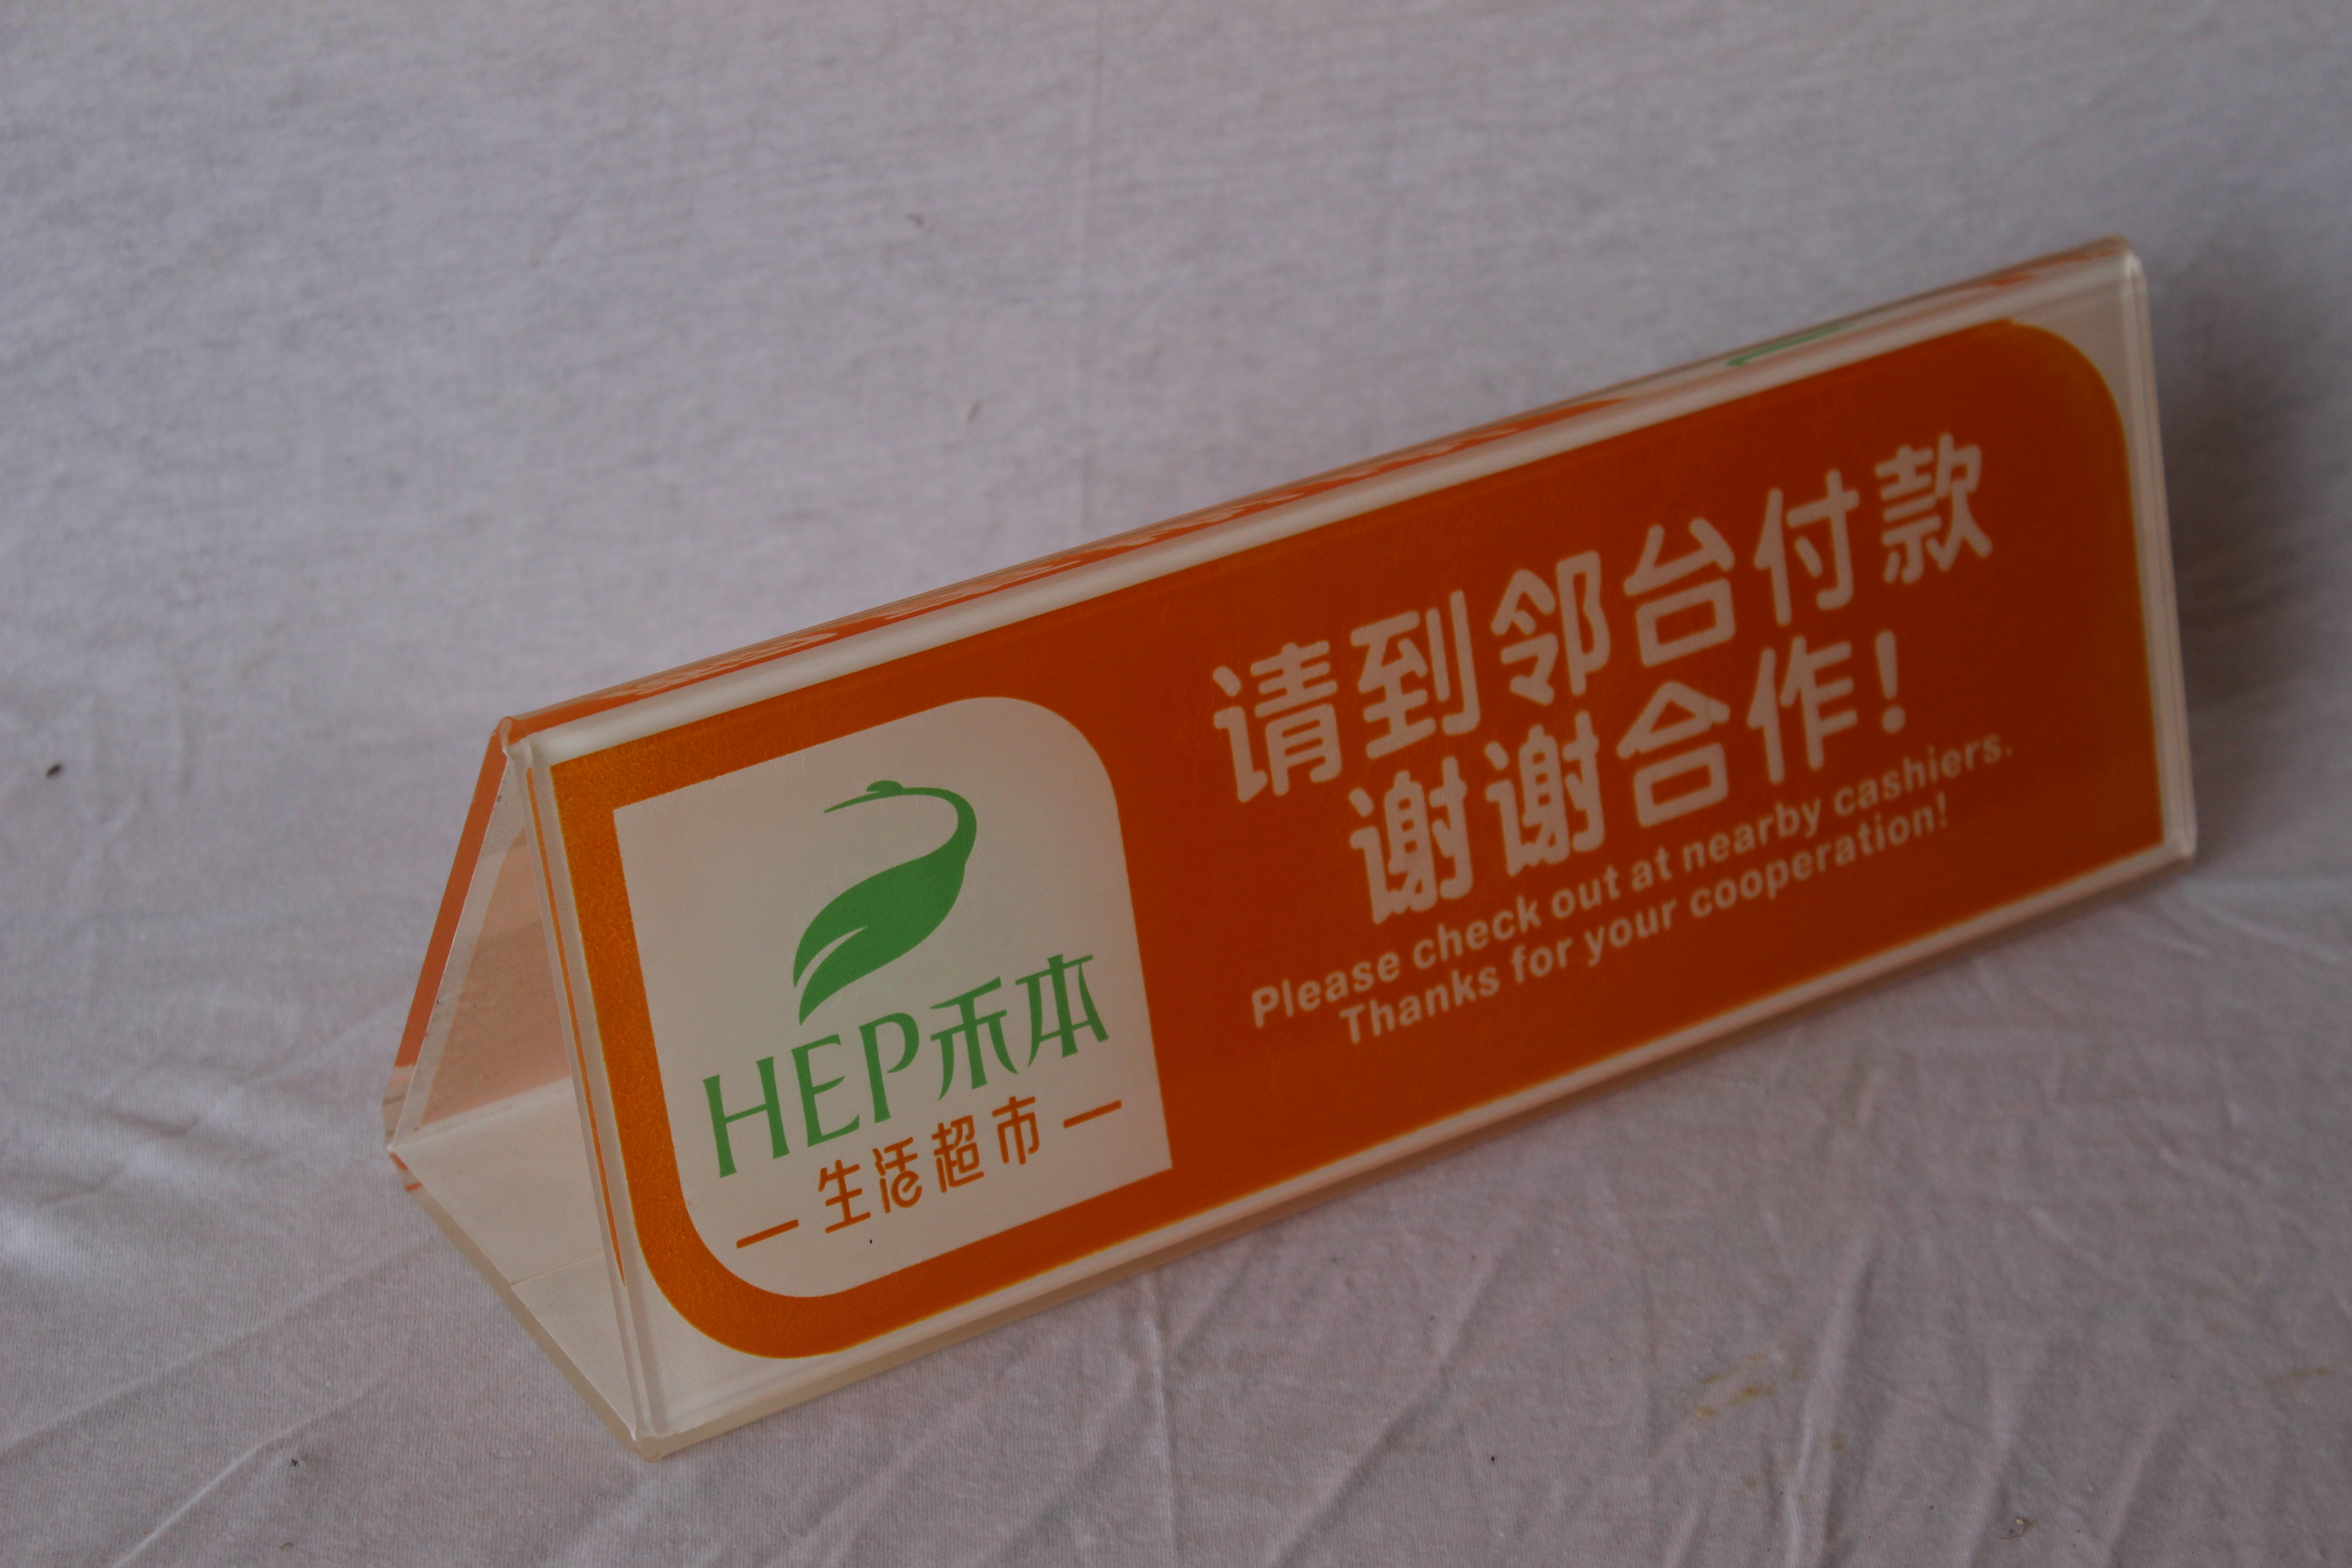 HEP禾本
生活超市
请到邻台付款
谢谢合作!
Please check out at nearby cashiers.
Thanks for your cooperation!